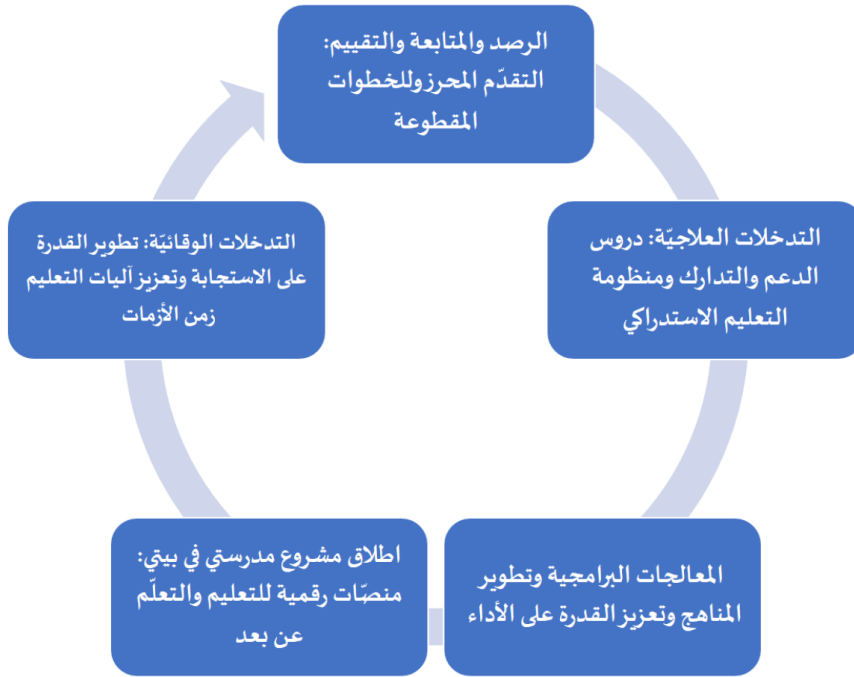 الرصد والمتابعة والتقييم:
التقدّم المحرز وللخطوات
المقطوعة
التدخلات العلاجيّة: دروس
الدعم والتدارك ومنظومة
التعليم الاستدراكي
المعالجات البرامجية وتطوير
المناهج وتعزيز القدرة على الأداء
اطلاق مشروع مدرستي في بيتي:
منصّات رقمية للتعليم والتعلّم
عن بعد
التدخلات الوقائيّة: تطوير القدرة
على الاستجابة وتعزيز آليات التعليم
زمن الأزمات